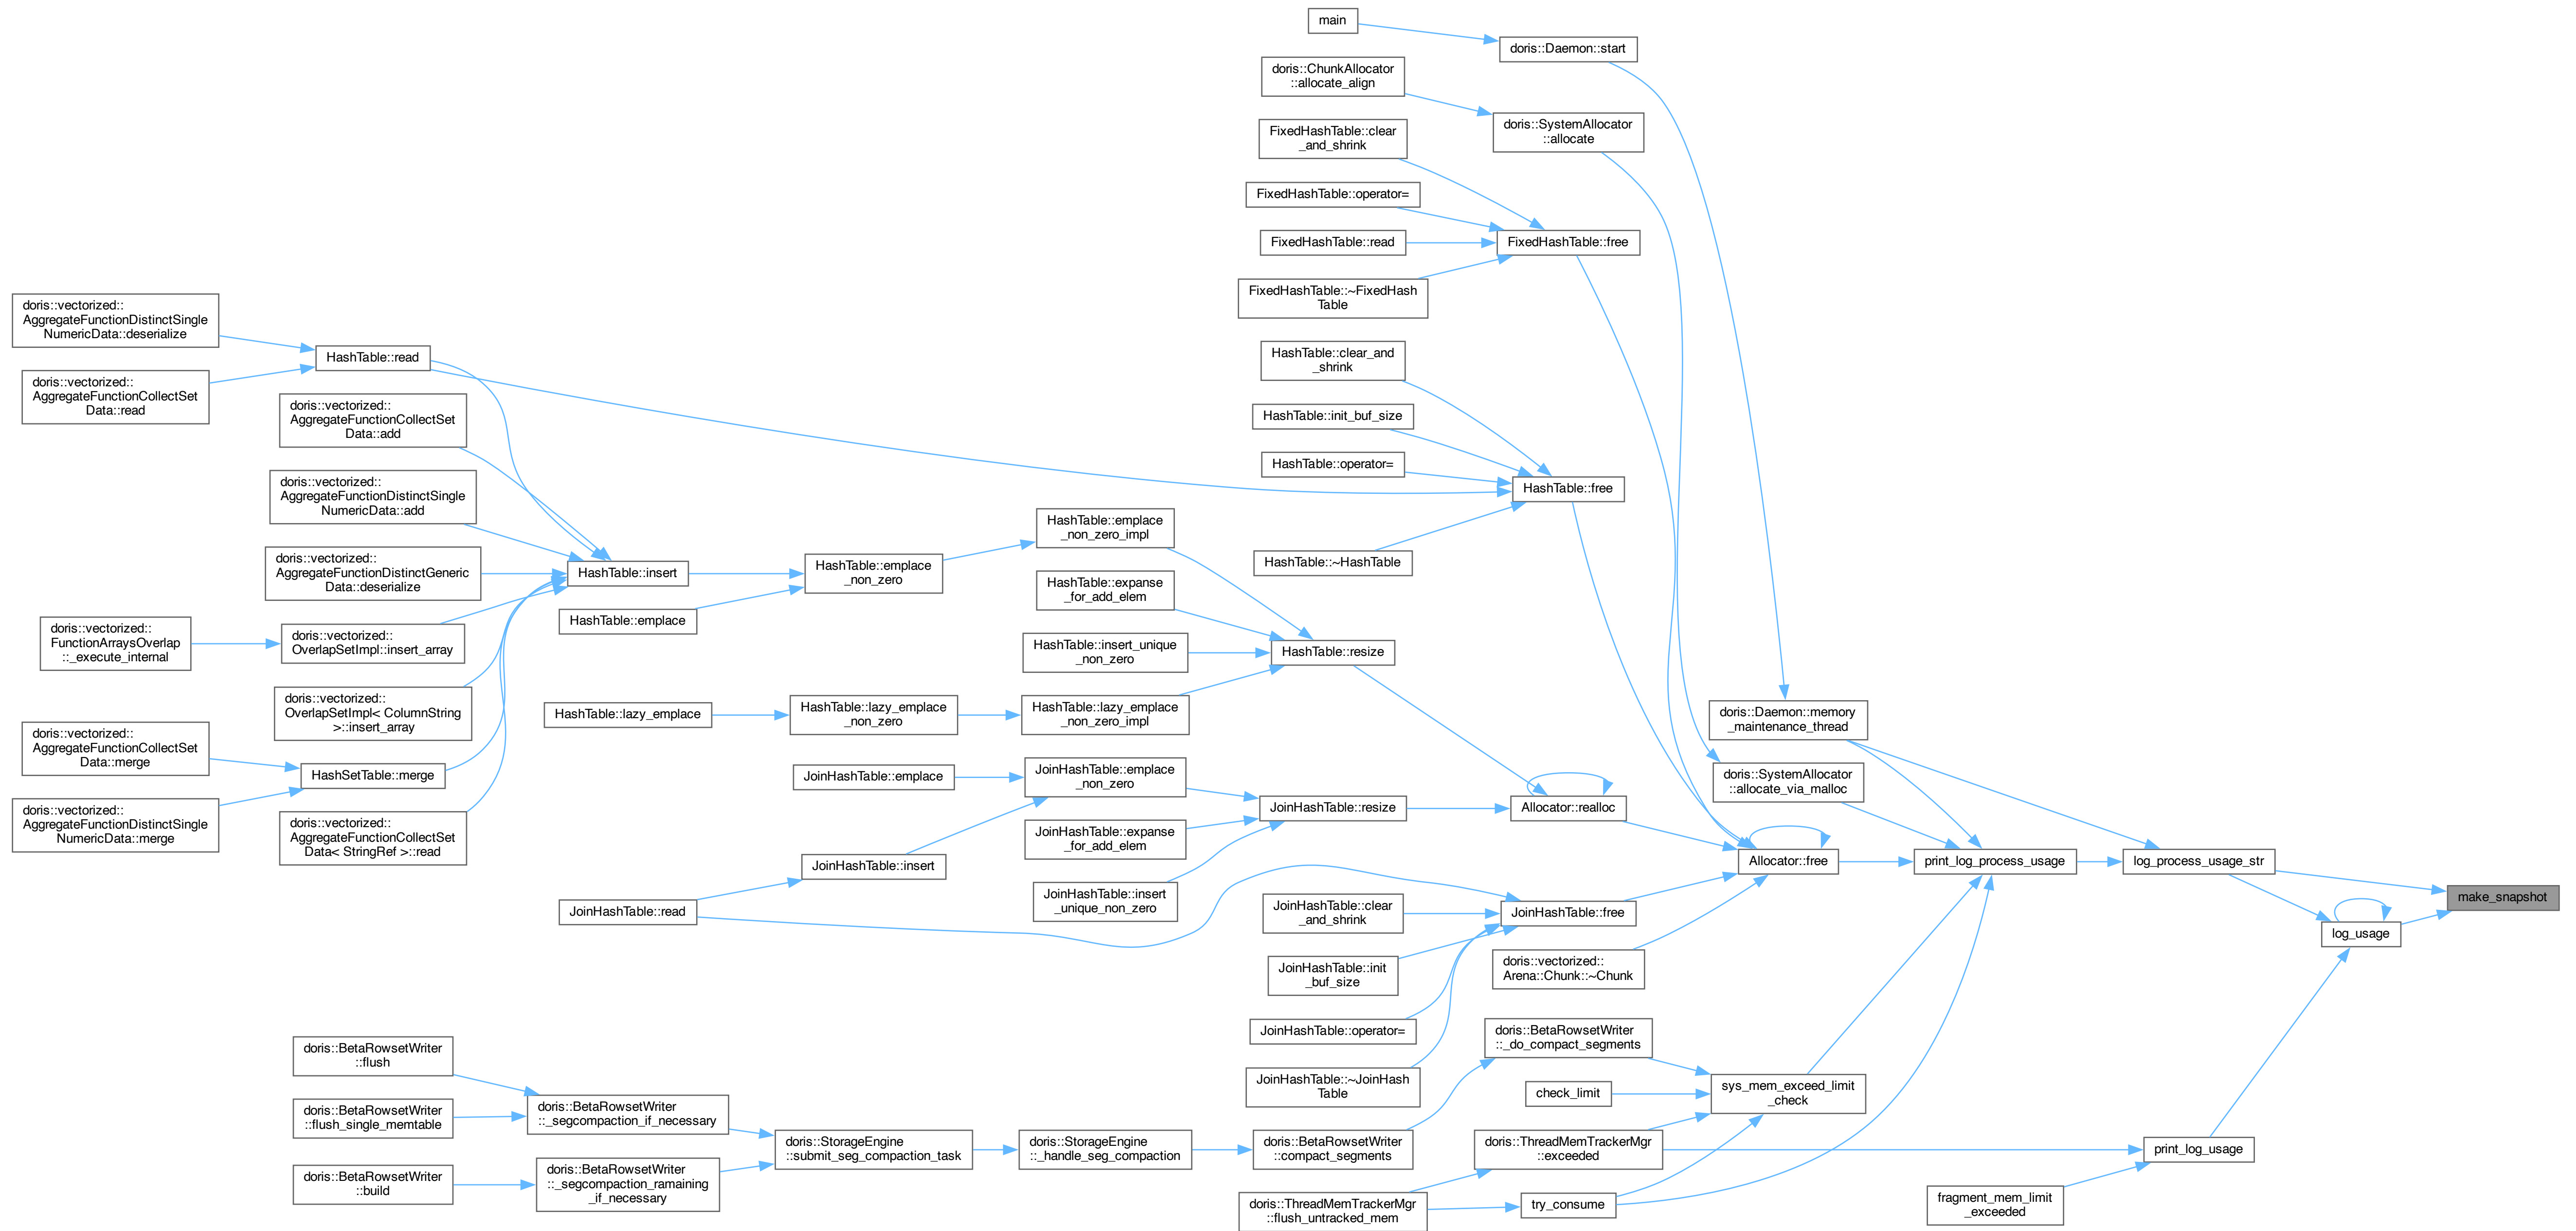 main
doris::Daemon::start
doris::ChunkAllocator
::allocate_align
doris::SystemAllocator
::allocate
FixedHashTable::clear
_and_shrink
FixedHashTable::operator=
FixedHashTable::read
FixedHashTable::free
FixedHashTable::~FixedHash
Table
doris::vectorized::
AggregateFunctionDistinctSingle
NumericData::deserialize
HashTable::read
doris::vectorized::
AggregateFunctionCollectSet
Data::read
HashTable::clear_and
_shrink
HashTable::init_buf_size
HashTable::operator=
HashTable::free
HashTable::~HashTable
doris::vectorized::
AggregateFunctionCollectSet
Data::add
doris::vectorized::
AggregateFunctionDistinctSingle
NumericData::add
doris::vectorized::
AggregateFunctionDistinctGeneric
Data::deserialize
HashTable::insert
HashTable::emplace
_non_zero
HashTable::emplace
_non_zero_impl
HashTable::expanse
_for_add_elem
HashTable::emplace
doris::vectorized::
FunctionArraysOverlap
::_execute_internal
doris::vectorized::
OverlapSetImpl::insert_array
HashTable::insert_unique
_non_zero
HashTable::resize
doris::vectorized::
OverlapSetImpl< ColumnString
>::insert_array
HashTable::lazy_emplace
HashTable::lazy_emplace
_non_zero
HashTable::lazy_emplace
_non_zero_impl
doris::Daemon::memory
_maintenance_thread
doris::vectorized::
AggregateFunctionCollectSet
Data::merge
HashSetTable::merge
doris::vectorized::
AggregateFunctionDistinctSingle
NumericData::merge
doris::vectorized::
AggregateFunctionCollectSet
Data< StringRef >::read
JoinHashTable::emplace
JoinHashTable::emplace
_non_zero
JoinHashTable::resize
Allocator::realloc
doris::SystemAllocator
::allocate_via_malloc
JoinHashTable::expanse
_for_add_elem
JoinHashTable::insert
JoinHashTable::insert
_unique_non_zero
JoinHashTable::read
Allocator::free
print_log_process_usage
log_process_usage_str
make_snapshot
log_usage
JoinHashTable::clear
_and_shrink
JoinHashTable::free
JoinHashTable::init
_buf_size
doris::vectorized::
Arena::Chunk::~Chunk
JoinHashTable::operator=
JoinHashTable::~JoinHash
Table
doris::BetaRowsetWriter
::_do_compact_segments
check_limit
sys_mem_exceed_limit
_check
doris::BetaRowsetWriter
::flush
doris::BetaRowsetWriter
::flush_single_memtable
doris::BetaRowsetWriter
::_segcompaction_if_necessary
doris::BetaRowsetWriter
::build
doris::BetaRowsetWriter
::_segcompaction_ramaining
_if_necessary
doris::StorageEngine
::submit_seg_compaction_task
doris::StorageEngine
::_handle_seg_compaction
doris::BetaRowsetWriter
::compact_segments
doris::ThreadMemTrackerMgr
::exceeded
print_log_usage
doris::ThreadMemTrackerMgr
::flush_untracked_mem
try_consume
fragment_mem_limit
_exceeded